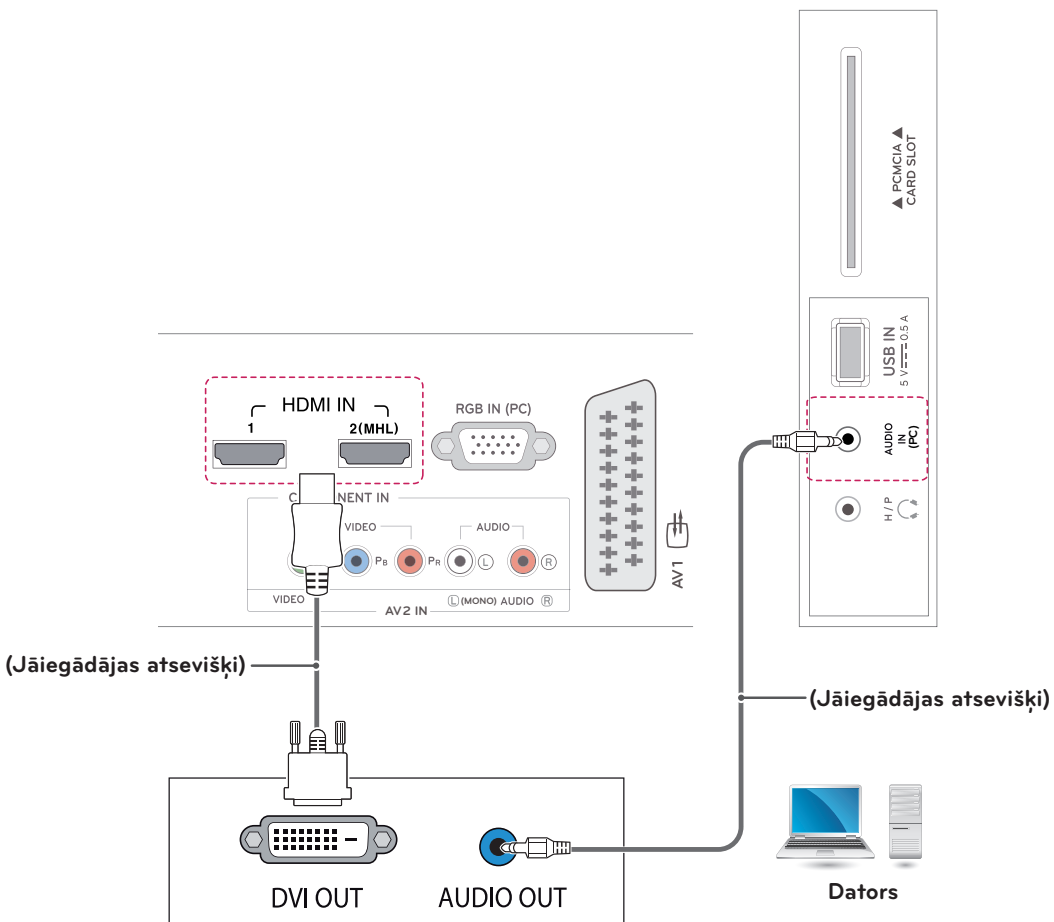 ▲ PCMCIA ▲
CARD SLOT
USB IN
5 V 0.5 A
AUDIO
IN
(PC)
H / P
HDMI IN
1
2(MHL)
RGB IN (PC)
NENT IN
VIDEO
AUDIO
PB
PR
L
R
VIDEO
L (MONO) AUDIO R
AV2 IN
AV1
(Jāiegādājas atsevišķi)
(Jāiegādājas atsevišķi)
DVI OUT
AUDIO OUT
Dators